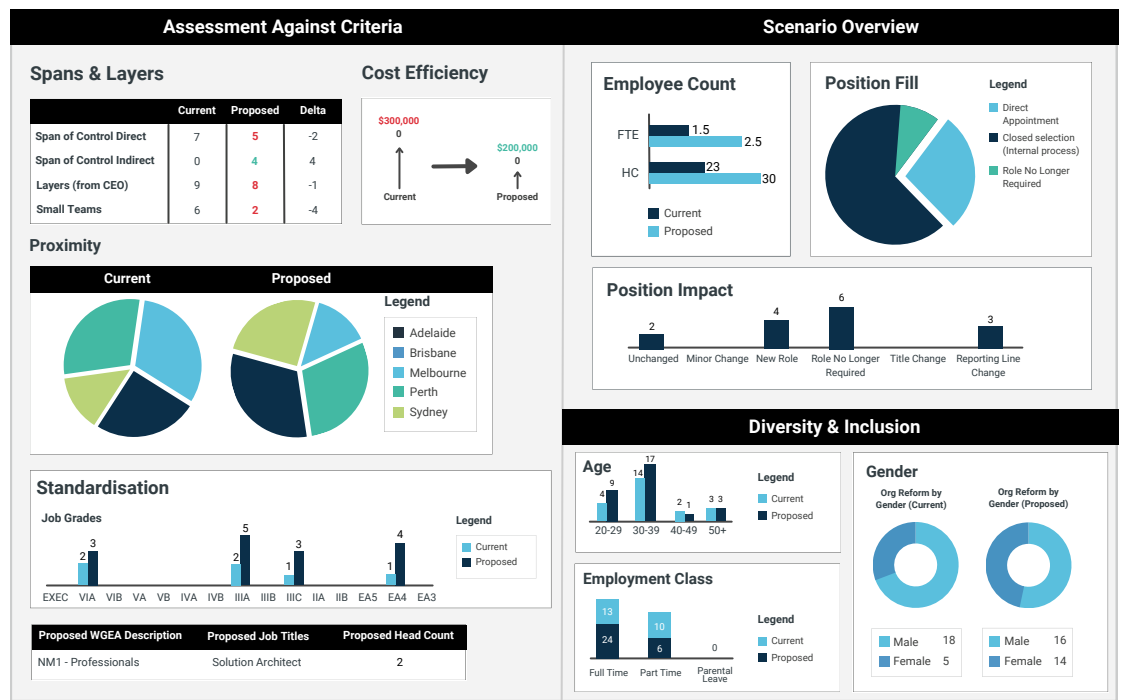 Assessment Against Criteria
Spans & Layers
Current Proposed Delta
Span of Control Direct 7 5 -2
Span of Control Indirect 0 4 4
Layers (from CEO) 9 8 -1
Small Teams 6 2 -4
Cost Efficiency
$300,000
0
Current
$200,000
0
Proposed
Proximity
Current Proposed
Legend
Adelaide
Brisbane
Melbourne
Perth
Sydney
Standardisation
Job Grades
2 3 2 5 1 3 1 4
EXEC VIA VIB VA VB IVA IVB IIIA IIIB IIIC IIA IIB EA5 EA4 EA3
Legend
Current
Proposed
Proposed WGEA Description Proposed Job Titles Proposed Head Count
NM1 - Professionals Solution Architect 2
Scenario Overview
Employee Count
FTE 1.5
2.5
HC 23
30
Current
Proposed
Position Fill
Legend
Direct
Appointment
Closed selection
(Internal process)
Role No Longer
Required
Position Impact
2 4 6 3
Unchanged Minor Change New Role Role No Longer Title Change Reporting Line
Required Change
Diversity & Inclusion
Age
4 9 14 17 2 1 3 3
20-29 30-39 40-49 50+
Legend
Current
Proposed
Employment Class
13 10 0
24 6
Full Time Part Time Parental
Leave
Legend
Current
Proposed
Gender
Org Reform by
Gender (Current)
Male 18
Female 5
Org Reform by
Gender (Proposed)
Male 16
Female 14